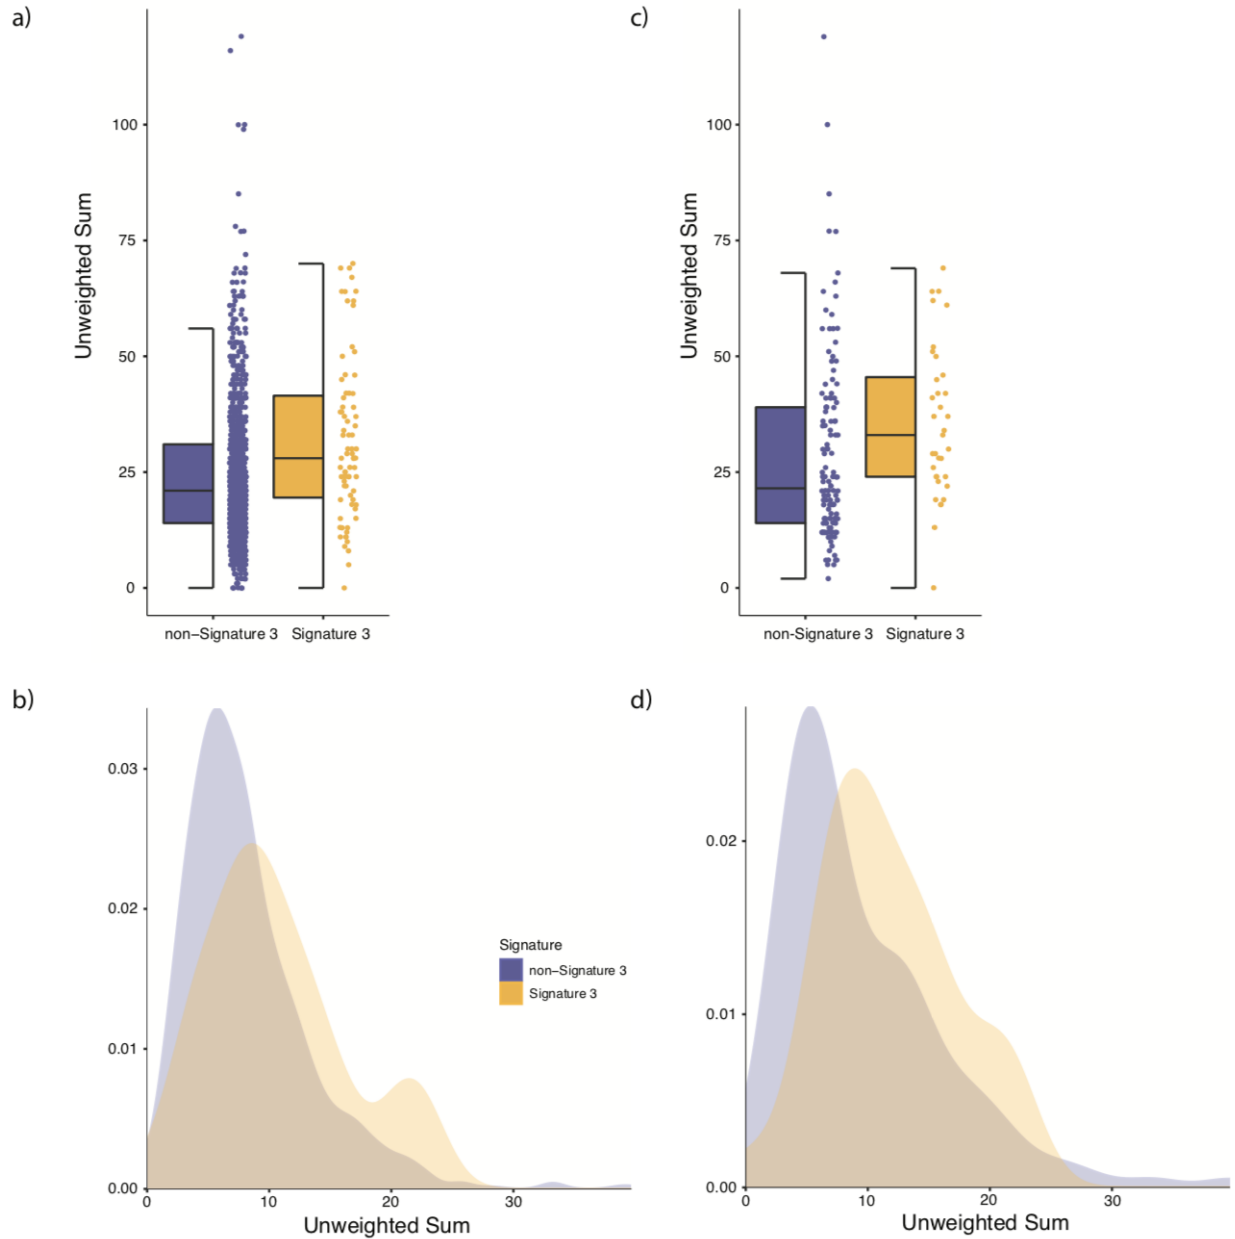 a)
Unweighted Sum
100
75
50
25
0
non–Signature 3 Signature 3
c)
Unweighted Sum
100
75
50
25
0
non-Signature 3 Signature 3
b)
0.03
0.02
0.01
0.00
0 10 20 30
Unweighted Sum
Signature
non–Signature 3
Signature 3
d)
0.02
0.01
0.00
0 10 20 30
Unweighted Sum